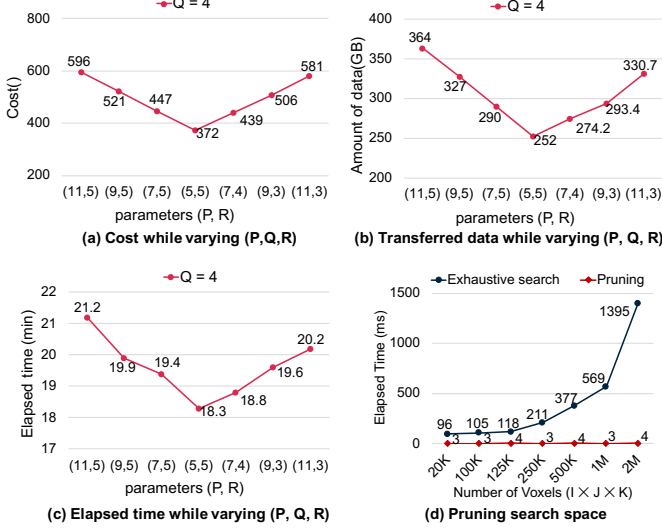 Q = 4
Cost()
800
600
400
200
596
521
447
372
439
506
581
(11,5) (9,5) (7,5) (5,5) (7,4) (9,3) (11,3)
parameters (P, R)
(a) Cost while varying (P,Q,R)
Q = 4
Amount of data(GB)
400
350
300
250
200
364
327
290
252
274.2
293.4
330.7
(11,5) (9,5) (7,5) (5,5) (7,4) (9,3) (11,3)
parameters (P, R)
(b) Transferred data while varying (P, Q, R)
Q = 4
Elapsed time (min)
22
21
20
19
18
17
21.2
19.9
19.4
18.3
18.8
19.6
20.2
(11,5) (9,5) (7,5) (5,5) (7,4) (9,3) (11,3)
parameters (P, R)
(c) Elapsed time while varying (P, Q, R)
Exhaustive search Pruning
Elapsed Time (ms)
1500
1000
500
0
96 105 118 211 377 569 1395
3 3 4 3 4 3 4
20K 100K 125K 250K 500K 1M 2M
Number of Voxels (I × J × K)
(d) Pruning search space